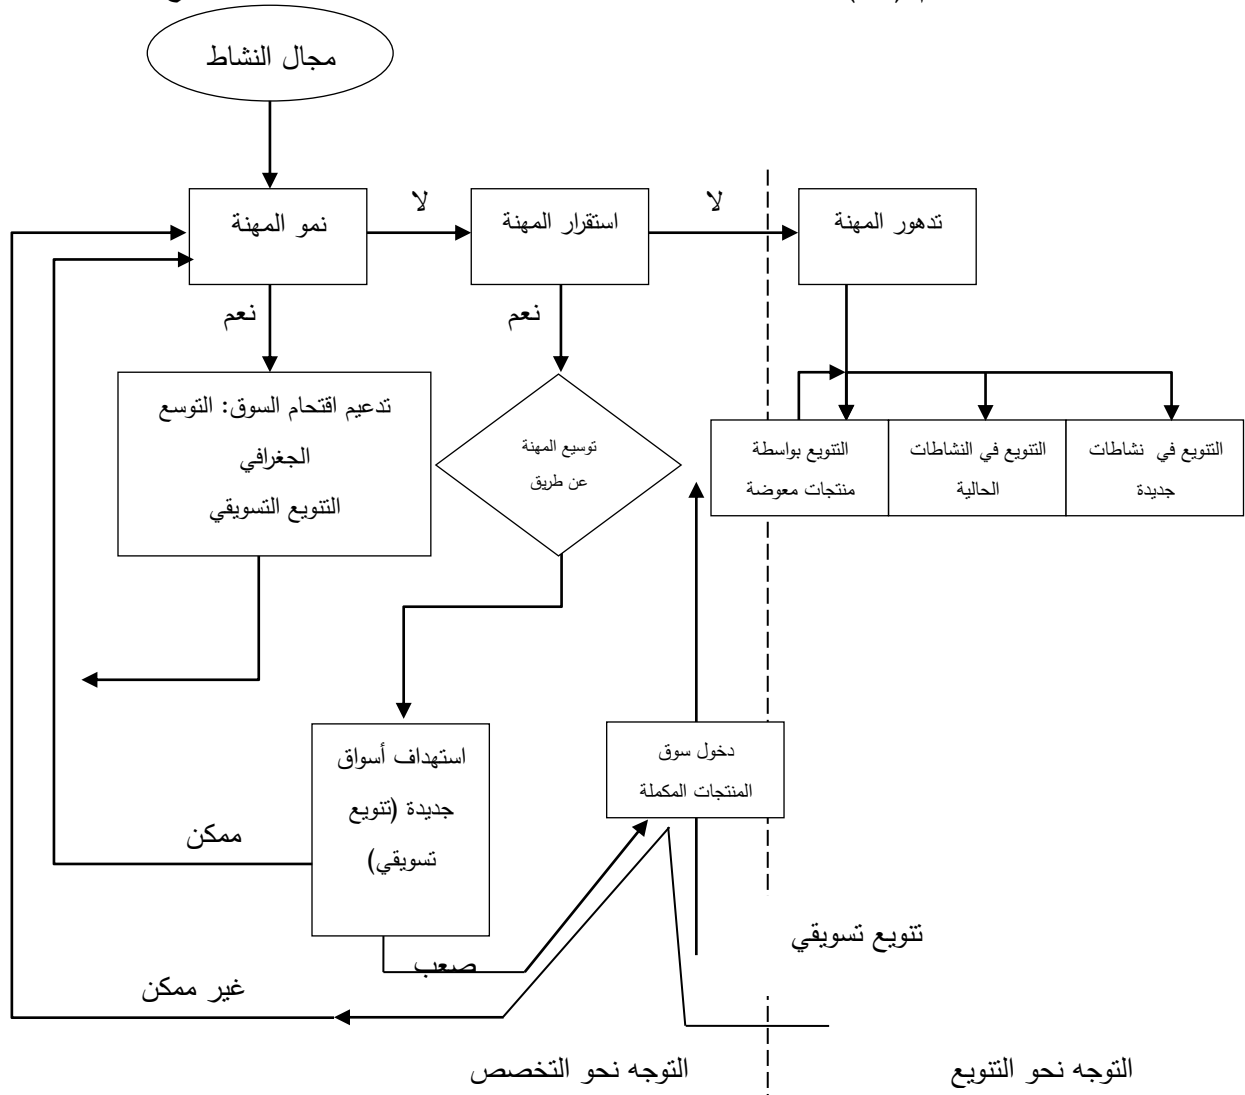 مجال النشاط
نمو المهنة
لا
استقرار المهنة
لا
تدهور المهنة
نعم
نعم
تدعيم اقتحام السوق: التوسع
الجغرافي
التنويع التسويقي
توسيع المهنة
عن طريق
التنويع بواسطة
منتجات معوضة
التنويع في النشاطات
الحالية
التنويع في نشاطات
جديدة
استهداف أسواق
جديدة (تنويع
تسويقي)
دخول سوق
المنتجات المكملة
ممكن
صعب
غير ممكن
تنويع تسويقي
التوجه نحو التخصص
التوجه نحو التنويع